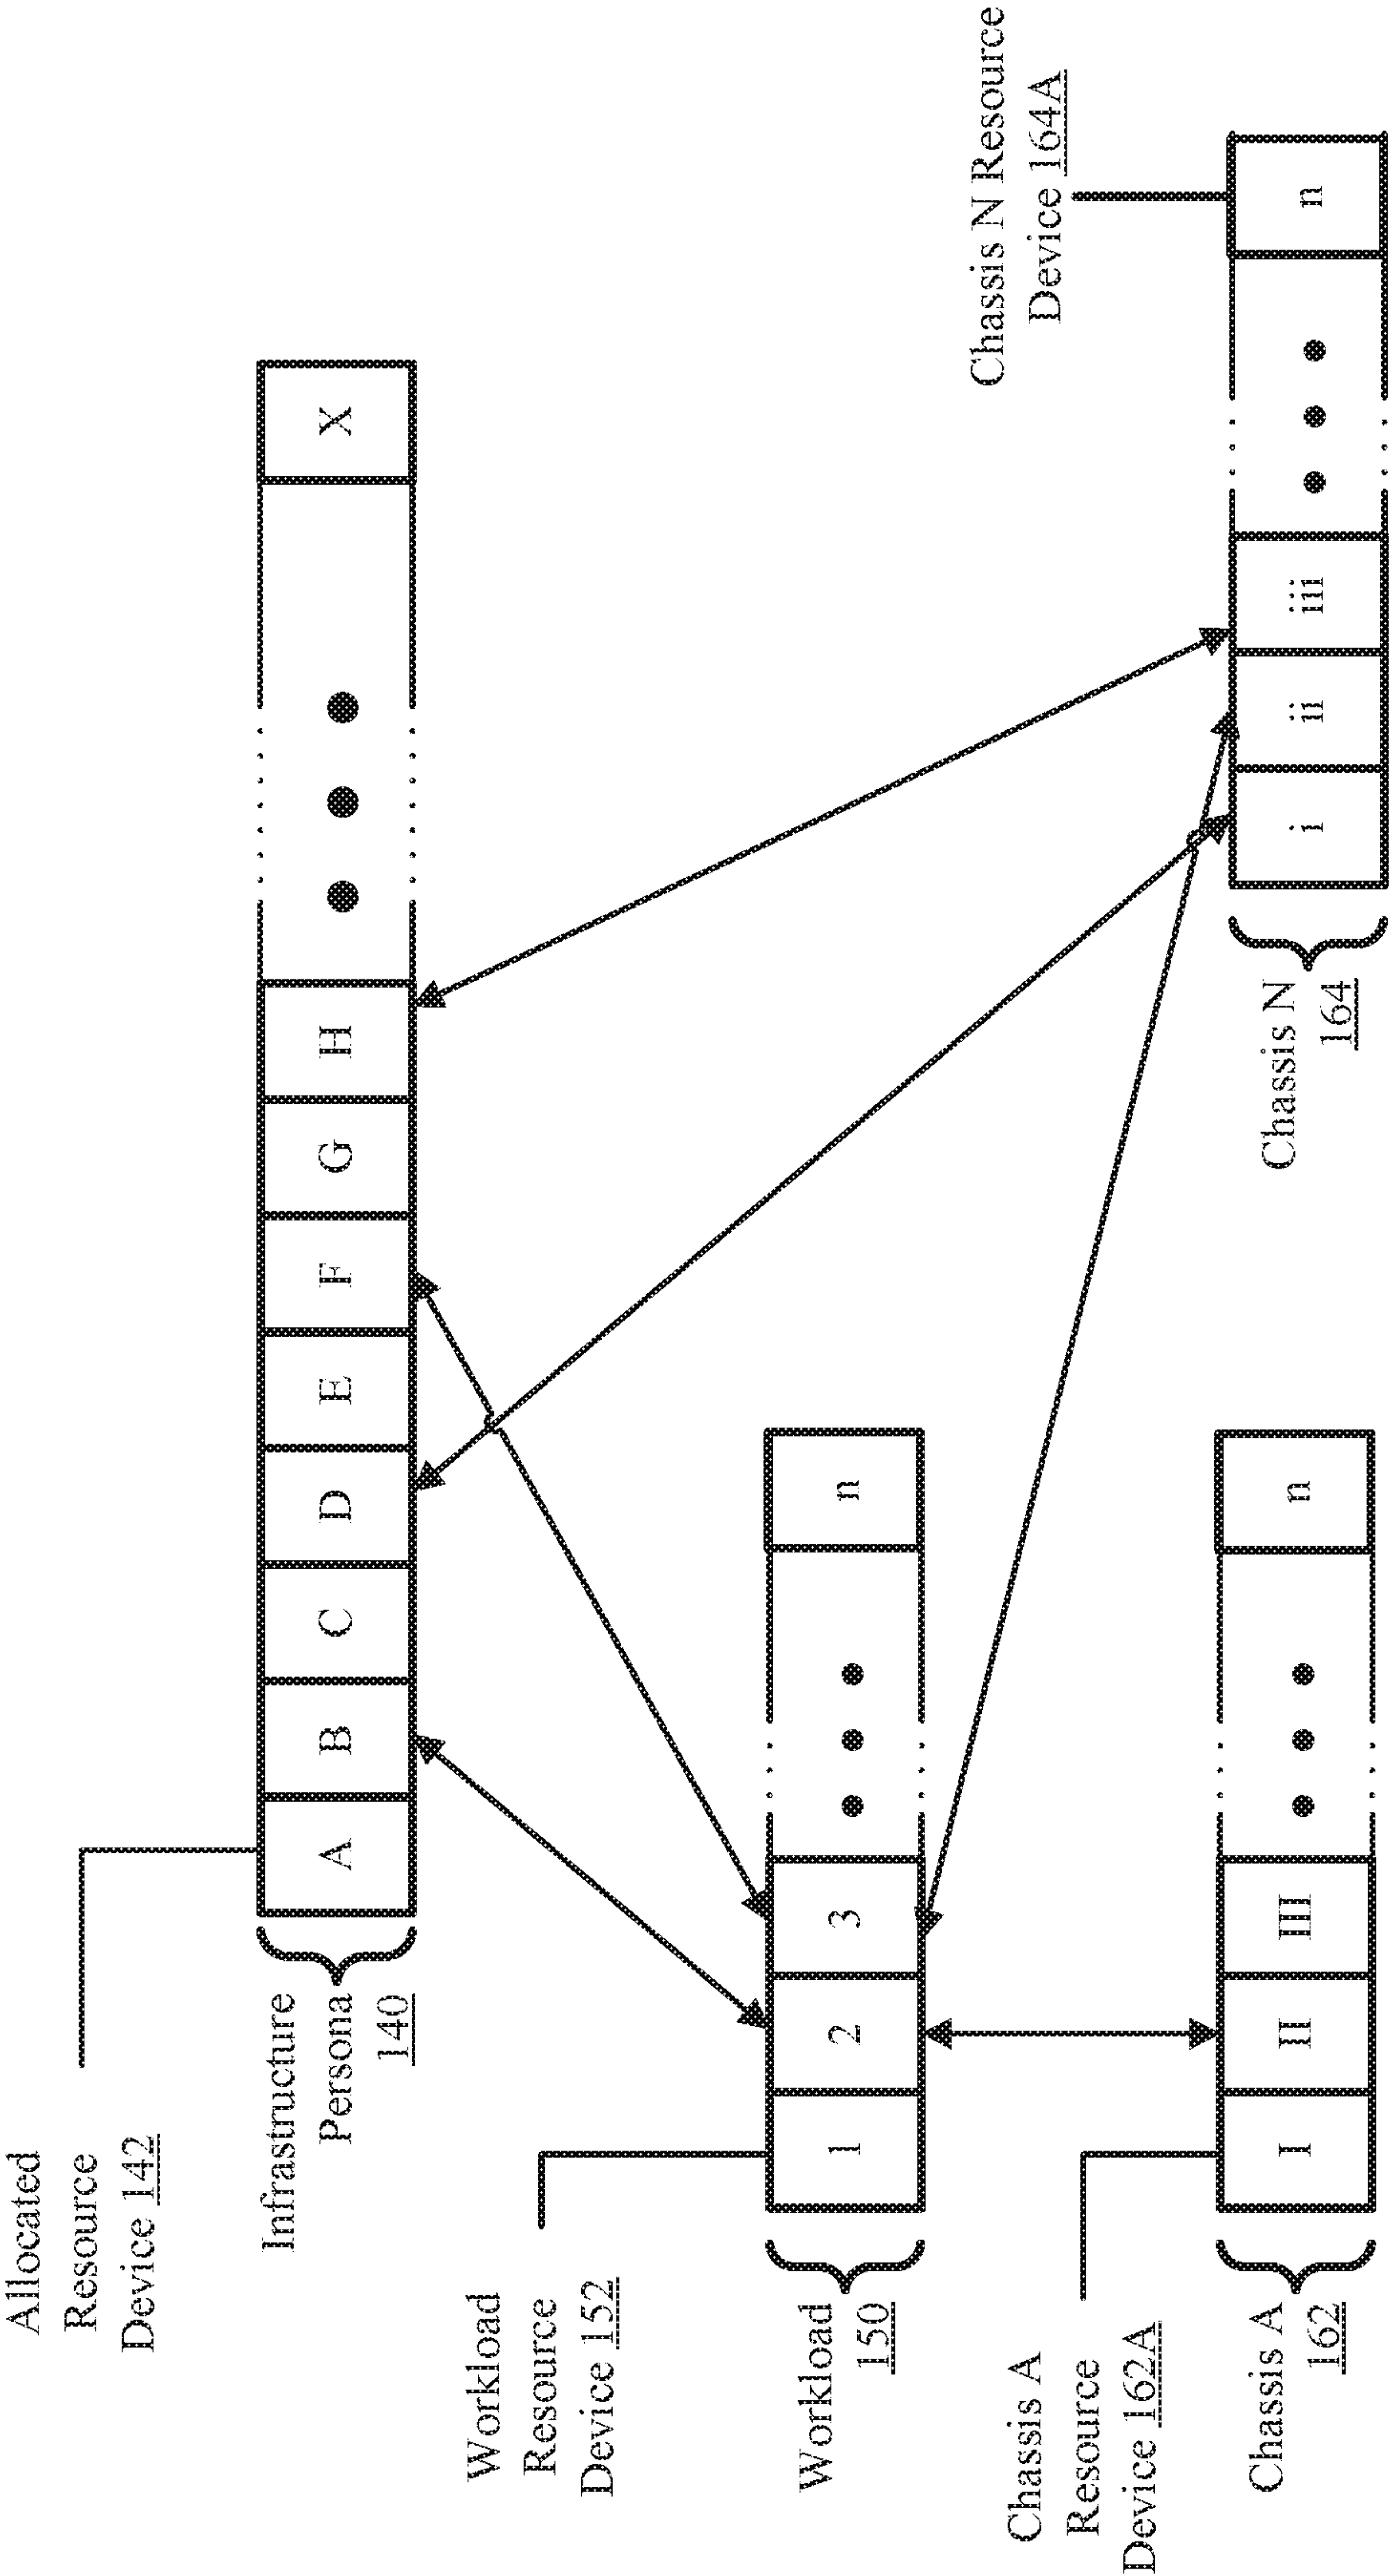 Allocated
Resource
Device 142
Infrastructure
Persona
140
A B C D E F G H X
Workload
Resource
Device 152
Workload
150
1 2 3 n
Chassis A
Resource
Device 162A
Chassis A
162
I II III n
Chassis N Resource
Device 164A
Chassis N
164
i ii iii n